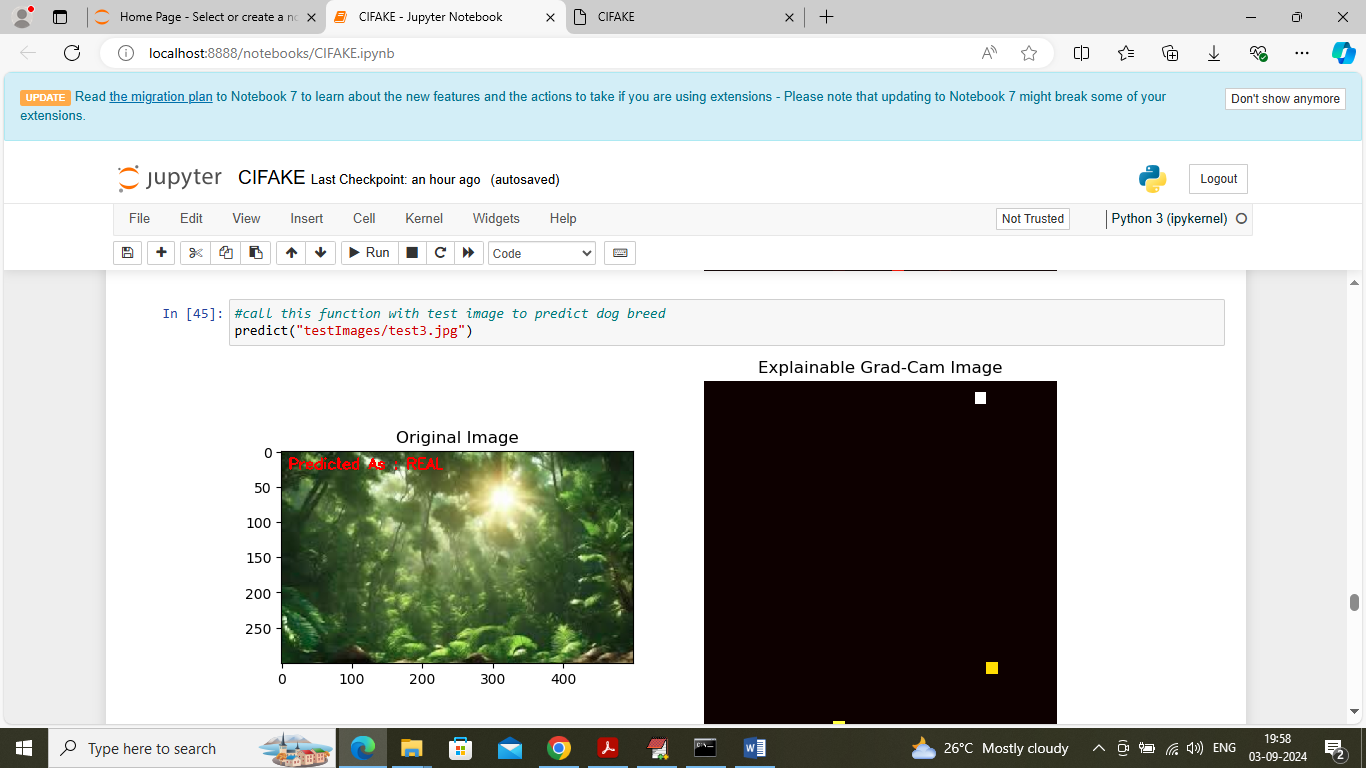 Home Page - Select or create a no
CIFAKE - Jupyter Notebook
CIFAKE
localhost:8888/notebooks/CIFAKE.ipynb
UPDATE Read the migration plan to Notebook 7 to learn about the new features and the actions to take if you are using extensions - Please note that updating to Notebook 7 might break some of your
extensions.
Don't show anymore
jupyter CIFAKE Last Checkpoint: an hour ago (autosaved)
Logout
File Edit View Insert Cell Kernel Widgets Help
Not Trusted
Python 3 (ipykernel)
Run
Code
In [45]: #call this function with test image to predict dog breed
predict("testImages/test3.jpg")
Explainable Grad-Cam Image
Original Image
Predicted As : REAL
0
50
100
150
200
250
0 100 200 300 400
Type here to search
26°C Mostly cloudy
ENG
19:58
03-09-2024
2